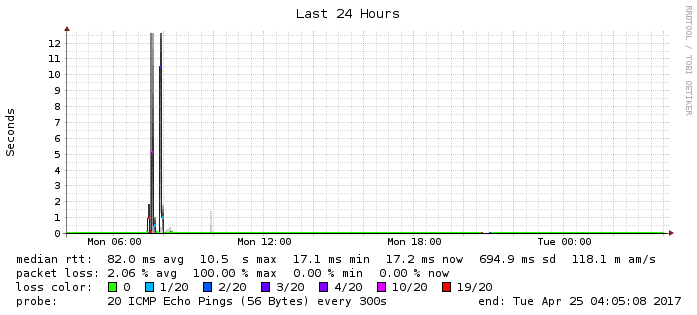 Last 24 Hours
RRDTOOL / TOBI OETIKER
Seconds
12
11
10
9
8
7
6
5
4
3
2
1
0
Mon 06:00 Mon 12:00 Mon 18:00 Tue 00:00
median rtt: 82.0 ms avg 10.5 s max 17.1 ms min 17.2 ms now 694.9 ms sd 118.1 m am/s
packet loss: 2.06 % avg 100.00 % max 0.00 % min 0.00 % now
loss color: 0 1/20 2/20 3/20 4/20 10/20 19/20
probe: 20 ICMP Echo Pings (56 Bytes) every 300s end: Tue Apr 25 04:05:08 2017